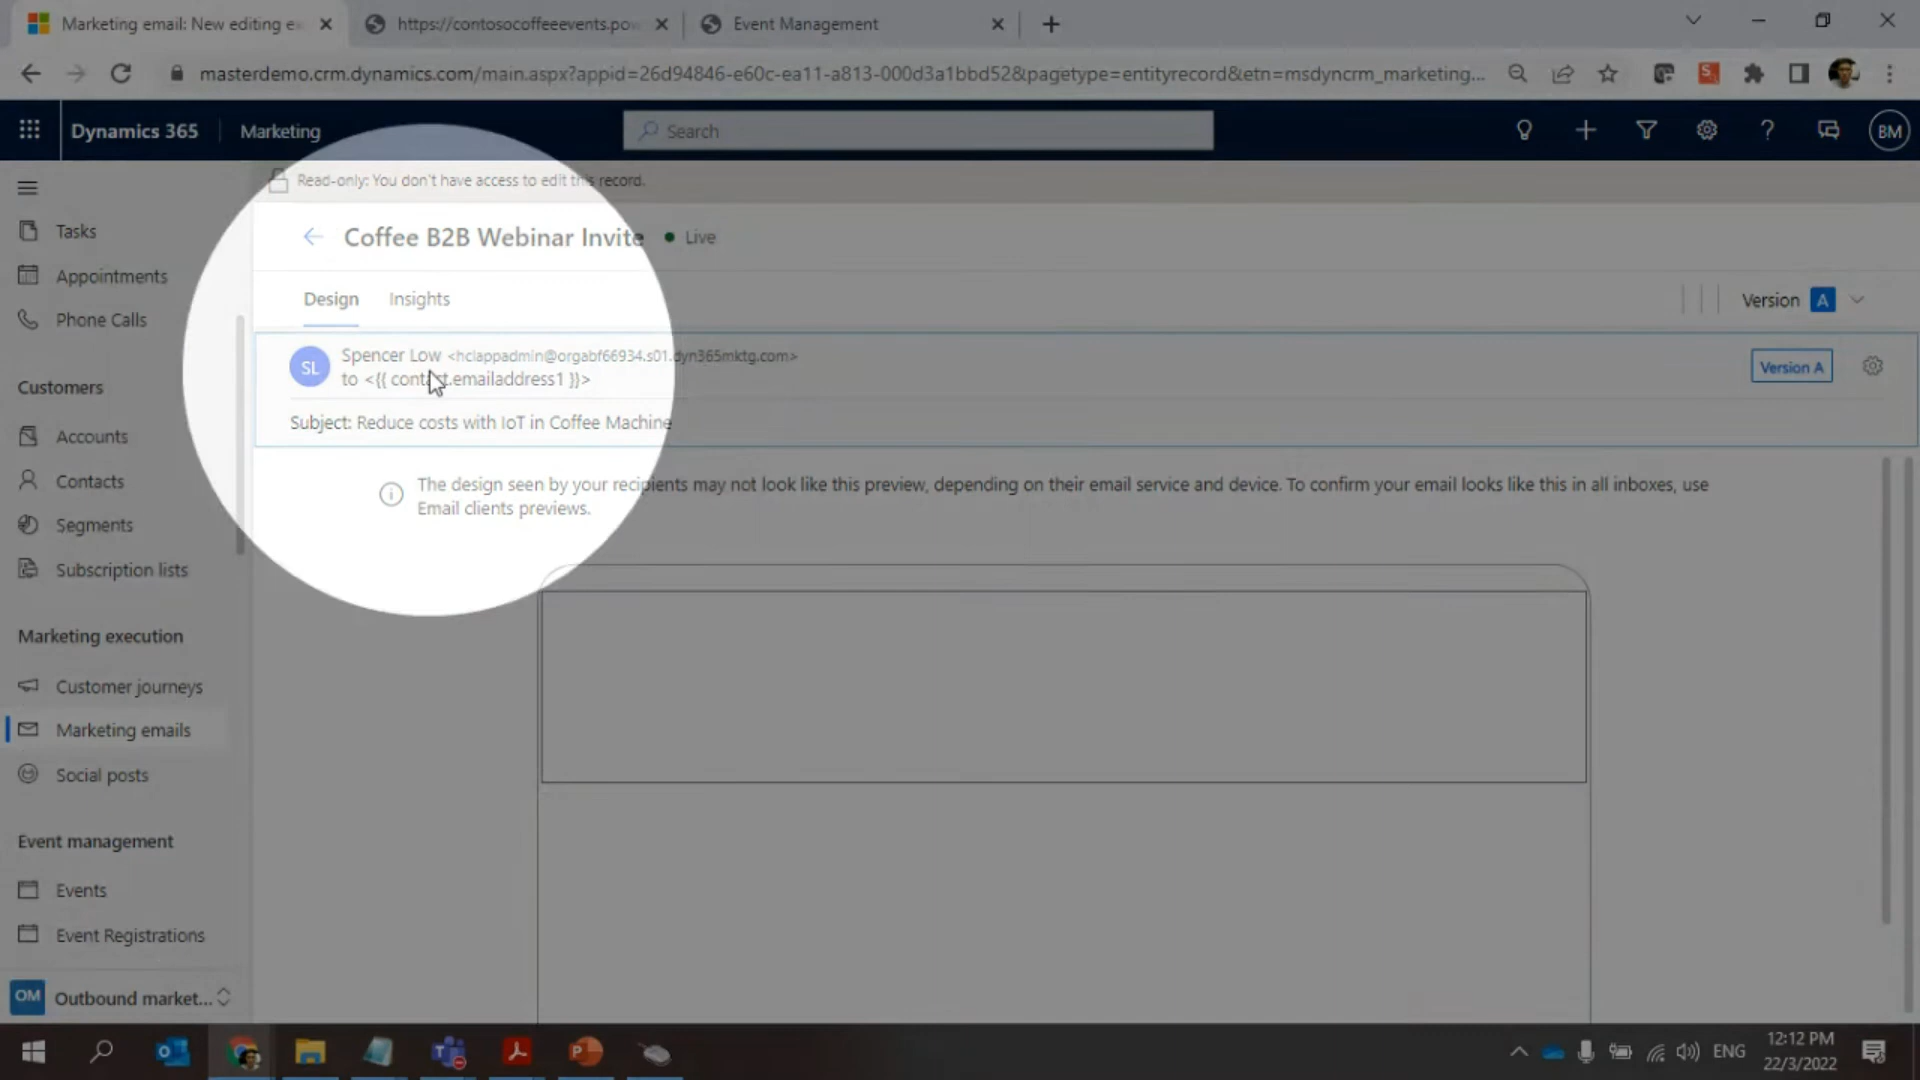 Marketing email: New editing e
https://contosocoffeeevents.pow
Event Management
masterdemo.crm.dynamics.com/main.aspx?appid=26d94846-e60c-ea11-a813-000d3a1bbd52&pagetype=entityrecord&etn=msdyncrm_marketing...
Dynamics 365
Marketing
Search
BM
Read-only: You don't have access to edit this record.
Tasks
Appointments
Phone Calls
Customers
Accounts
Contacts
Segments
Subscription lists
Marketing execution
Customer journeys
Marketing emails
Social posts
Event management
Events
Event Registrations
OM Outbound market...
Coffee B2B Webinar Invite
Live
Design
Insights
Version A
SL
Spencer Low <hclappadmin@orgabf66934.s01.dyn365mktg.com>
to <{{ contact.emailaddress1 }}>
Version A
Subject: Reduce costs with IoT in Coffee Machine
The design seen by your recipients may not look like this preview, depending on their email service and device. To confirm your email looks like this in all inboxes, use
Email clients previews.
ENG
12:12 PM
22/3/2022